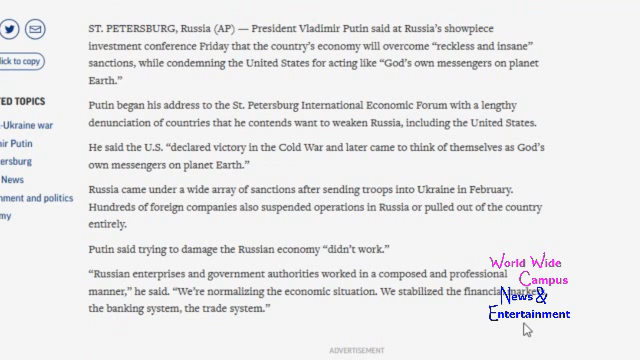 lick to copy
ED TOPICS
-Ukraine war
ir Putin
ersburg
News
nment and politics
my
ST. PETERSBURG, Russia (AP) — President Vladimir Putin said at Russia’s showpiece
investment conference Friday that the country’s economy will overcome “reckless and insane”
sanctions, while condemning the United States for acting like “God’s own messengers on planet
Earth.”
Putin began his address to the St. Petersburg International Economic Forum with a lengthy
denunciation of countries that he contends want to weaken Russia, including the United States.
He said the U.S. “declared victory in the Cold War and later came to think of themselves as God’s
own messengers on planet Earth.”
Russia came under a wide array of sanctions after sending troops into Ukraine in February.
Hundreds of foreign companies also suspended operations in Russia or pulled out of the country
entirely.
Putin said trying to damage the Russian economy “didn’t work.”
“Russian enterprises and government authorities worked in a composed and professional
manner,” he said. “We’re normalizing the economic situation. We stabilized the financial market,
the banking system, the trade system.”
World Wide
Campus
News &
Entertainment
ADVERTISEMENT